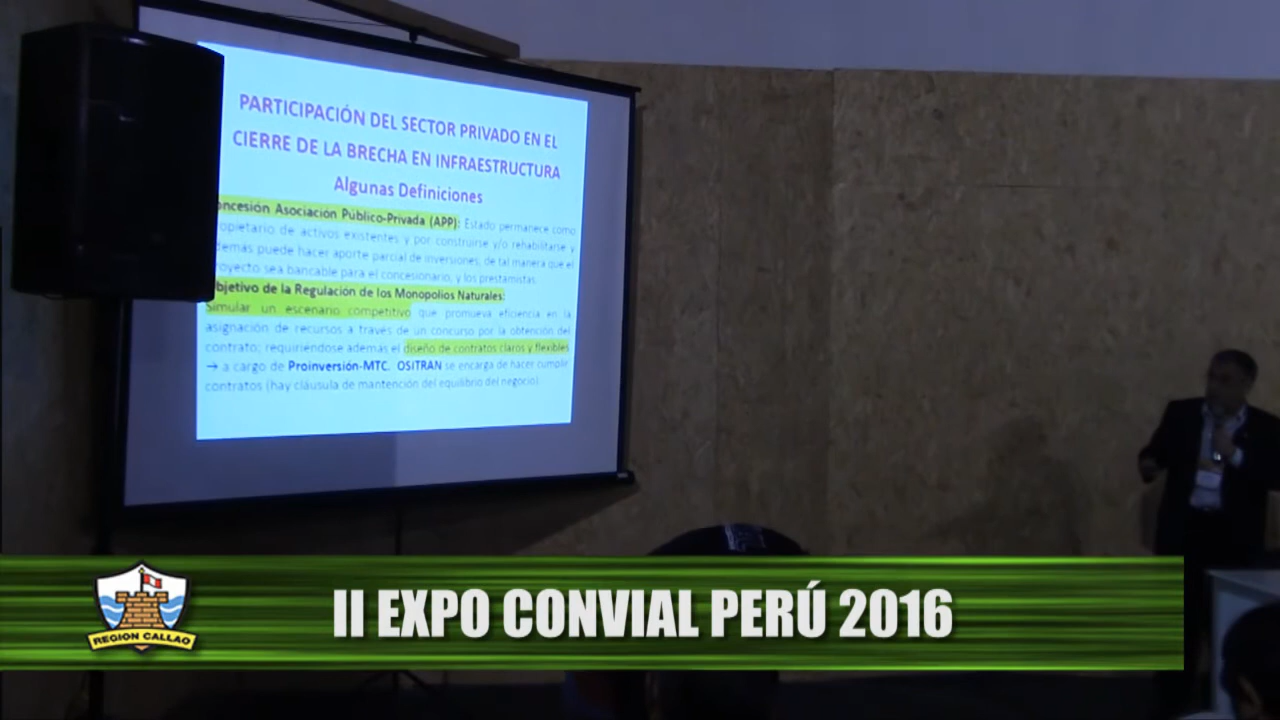 PARTICIPACIÓN DEL SECTOR PRIVADO EN EL
CIERRE DE LA BRECHA EN INFRAESTRUCTURA
Algunas Definiciones
oncesión Asociación Público-Privada (APP): Estado permanece como
opietario de activos existentes y por construirse y/o rehabilitarse y
demás puede hacer aporte parcial de inversiones, de tal manera que el
royecto sea bancable para el concesionario, y los prestamistas.
bjetivo de la Regulación de los Monopolios Naturales:
Simular un escenario competitivo que promueva eficiencia en la
asignación de recursos a través de un concurso por la obtención del
contrato; requiriéndose además el diseño de contratos claros y flexibles
→ a cargo de Proinversión-MTC. OSITRAN se encarga de hacer cumplir
contratos (hay cláusula de mantención del equilibrio del negocio).
REGION CALLAO
II EXPO CONVIAL PERÚ 2016